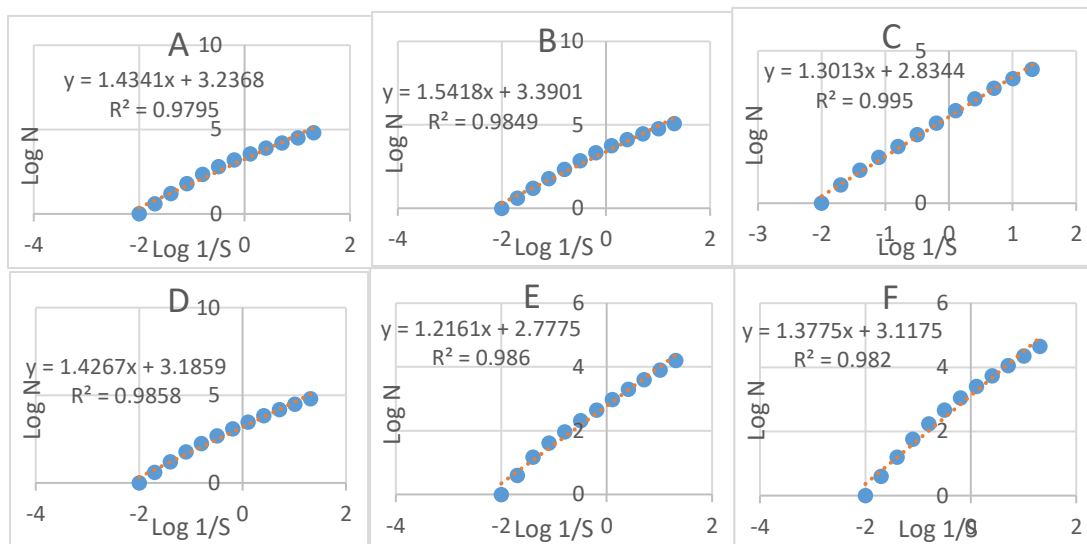 A
10
y = 1.4341x + 3.2368
R² = 0.9795
5
Log N
0
-4 -2 0 2
Log 1/S
B
10
y = 1.5418x + 3.3901
R² = 0.9849
5
Log N
0
-4 -2 0 2
Log 1/S
C
5
y = 1.3013x + 2.8344
R² = 0.995
Log N
0
-3 -2 -1 0 1 2
Log 1/S
D
10
y = 1.4267x + 3.1859
R² = 0.9858
5
Log N
0
-4 -2 0 2
Log 1/S
E
6
y = 1.2161x + 2.7775
R² = 0.986
4
Log N
2
0
-4 -2 0 2
Log 1/S
F
6
y = 1.3775x + 3.1175
R² = 0.982
4
Log N
2
0
-4 -2 0 2
Log 1/S